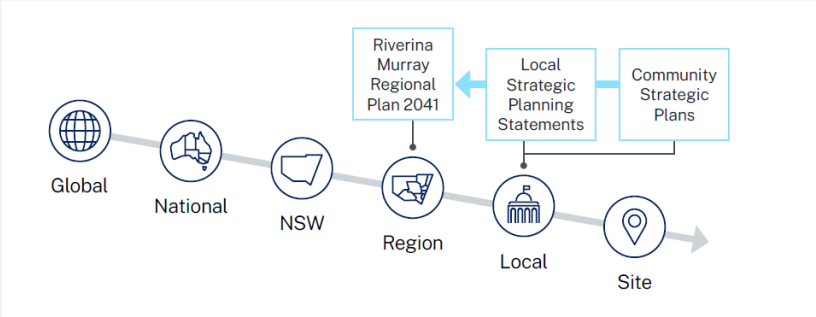 Riverina
Murray
Regional
Plan 2041
Local
Strategic
Planning
Statements
Community
Strategic
Plans
Global
National
NSW
Region
Local
Site